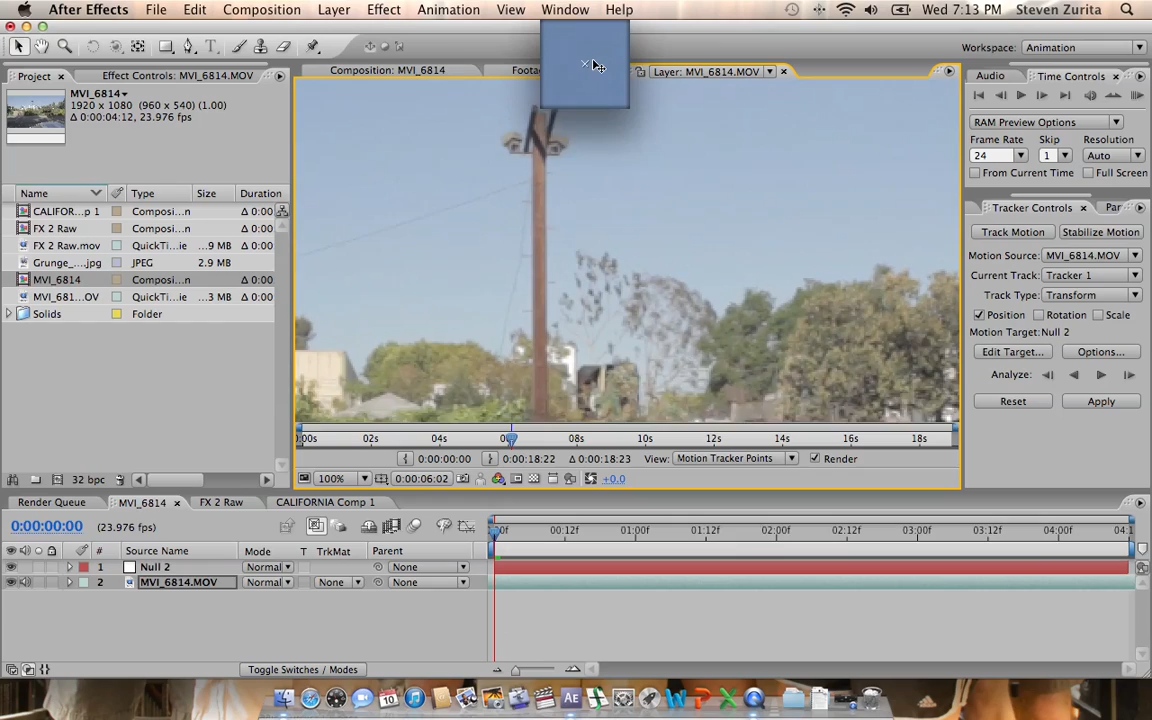 After Effects File Edit Composition Layer Effect Animation View Window Help Wed 7:13 PM Steven Zurita
Workspace: Animation
Project Effect Controls: MVI_6814.MOV
Composition: MVI_6814
Layer: MVI_6814.MOV
Audio Time Controls
MVI_6814
1920 x 1080 (960 x 540) (1.00)
Δ 0:00:04:12, 23.976 fps
RAM Preview Options
Frame Rate Skip Resolution
24 1 Auto
From Current Time Full Screen
Name Type Size Duration
CALIFOR...p 1 Composi...n Δ 0:00
FX 2 Raw Composi...n Δ 0:00
FX 2 Raw.mov QuickTi...ie ...9 MB Δ 0:00
Grunge_....jpg JPEG 2.9 MB
MVI_6814 Composi...n Δ 0:00
MVI_681...OV QuickTi...ie ...3 MB Δ 0:00
Solids Folder
Tracker Controls
Track Motion Stabilize Motion
Motion Source: MVI_6814.MOV
Current Track: Tracker 1
Track Type: Transform
Position Rotation Scale
Motion Target: Null 2
Edit Target... Options...
Analyze:
Reset Apply
02s 04s 08s 10s 12s 14s 16s 18s
0:00:00:00 0:00:18:22 Δ 0:00:18:23 View: Motion Tracker Points Render
32 bpc
100% 0:00:06:02 +0.0
Render Queue MVI_6814 FX 2 Raw CALIFORNIA Comp 1
0:00:00:00 (23.976 fps)
00:12f 01:00f 01:12f 02:00f 02:12f 03:00f 03:12f 04:00f
# Source Name Mode T TrkMat Parent
1 Null 2 Normal None
2 MVI_6814.MOV Normal None None
Toggle Switches / Modes